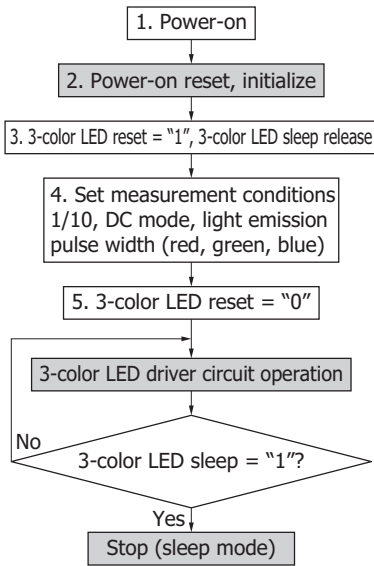 1. Power-on
2. Power-on reset, initialize
3. 3-color LED reset = “1”, 3-color LED sleep release
4. Set measurement conditions
1/10, DC mode, light emission
pulse width (red, green, blue)
5. 3-color LED reset = “0”
3-color LED driver circuit operation
No
3-color LED sleep = “1”?
Yes
Stop (sleep mode)